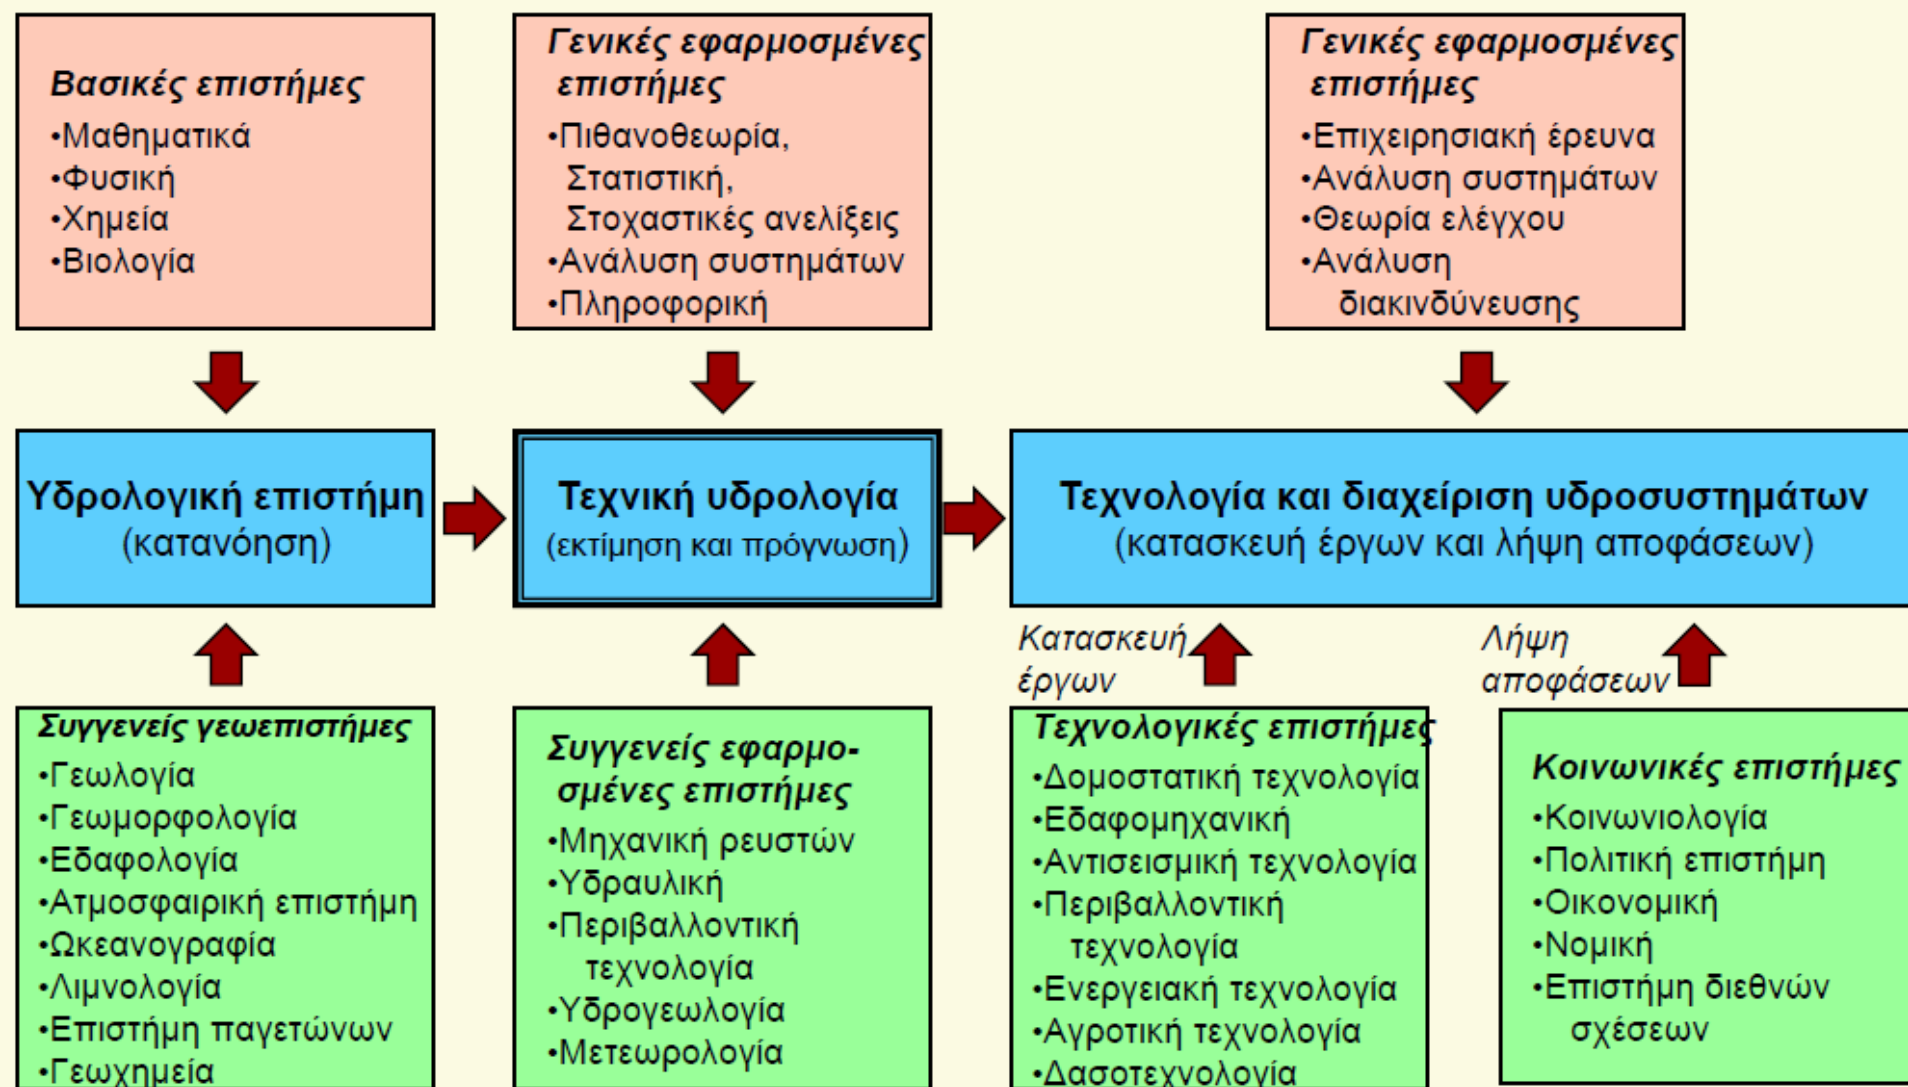 Βασικές επιστήμες
•Μαθηματικά
•Φυσική
•Χημεία
•Βιολογία
Γενικές εφαρμοσμένες
επιστήμες
•Πιθανοθεωρία,
Στατιστική,
Στοχαστικές ανελίξεις
•Ανάλυση συστημάτων
•Πληροφορική
Γενικές εφαρμοσμένες
επιστήμες
•Επιχειρησιακή έρευνα
•Ανάλυση συστημάτων
•Θεωρία ελέγχου
•Ανάλυση
διακινδύνευσης
Υδρολογική επιστήμη
(κατανόηση)
Τεχνική υδρολογία
(εκτίμηση και πρόγνωση)
Τεχνολογία και διαχείριση υδροσυστημάτων
(κατασκευή έργων και λήψη αποφάσεων)
Κατασκευή
έργων
Λήψη
αποφάσεων
Συγγενείς γεωεπιστήμες
•Γεωλογία
•Γεωμορφολογία
•Εδαφολογία
•Ατμοσφαιρική επιστήμη
•Ωκεανογραφία
•Λιμνολογία
•Επιστήμη παγετώνων
•Γεωχημεία
Συγγενείς εφαρμο-
σμένες επιστήμες
•Μηχανική ρευστών
•Υδραυλική
•Περιβαλλοντική
τεχνολογία
•Υδρογεωλογία
•Μετεωρολογία
Τεχνολογικές επιστήμες
•Δομοστατική τεχνολογία
•Εδαφομηχανική
•Αντισεισμική τεχνολογία
•Περιβαλλοντική
τεχνολογία
•Ενεργειακή τεχνολογία
•Αγροτική τεχνολογία
•Δασοτεχνολογία
Κοινωνικές επιστήμες
•Κοινωνιολογία
•Πολιτική επιστήμη
•Οικονομική
•Νομική
•Επιστήμη διεθνών
σχέσεων